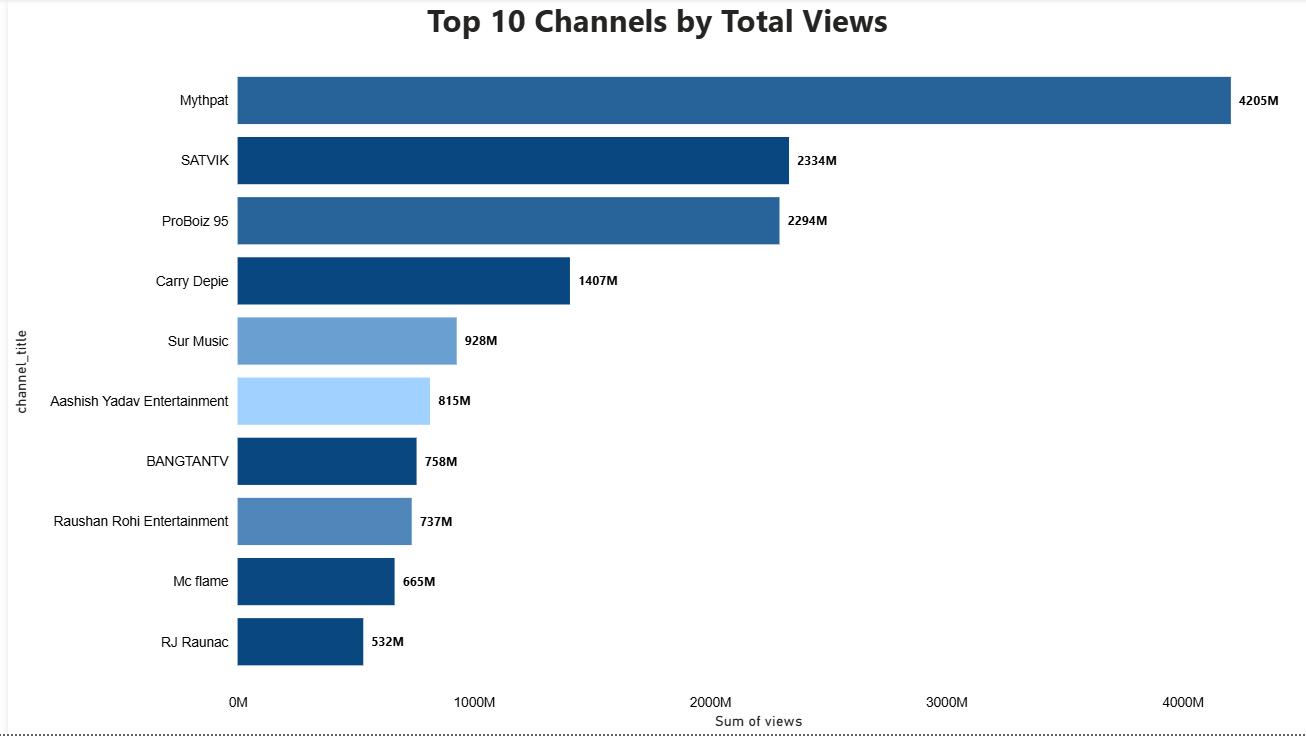 Top 10 Channels by Total Views
channel_title
Mythpat 4205M
SATVIK 2334M
ProBoiz 95 2294M
Carry Depie 1407M
Sur Music 928M
Aashish Yadav Entertainment 815M
BANGTANTV 758M
Raushan Rohi Entertainment 737M
Mc flame 665M
RJ Raunac 532M
0M 1000M 2000M 3000M 4000M
Sum of views